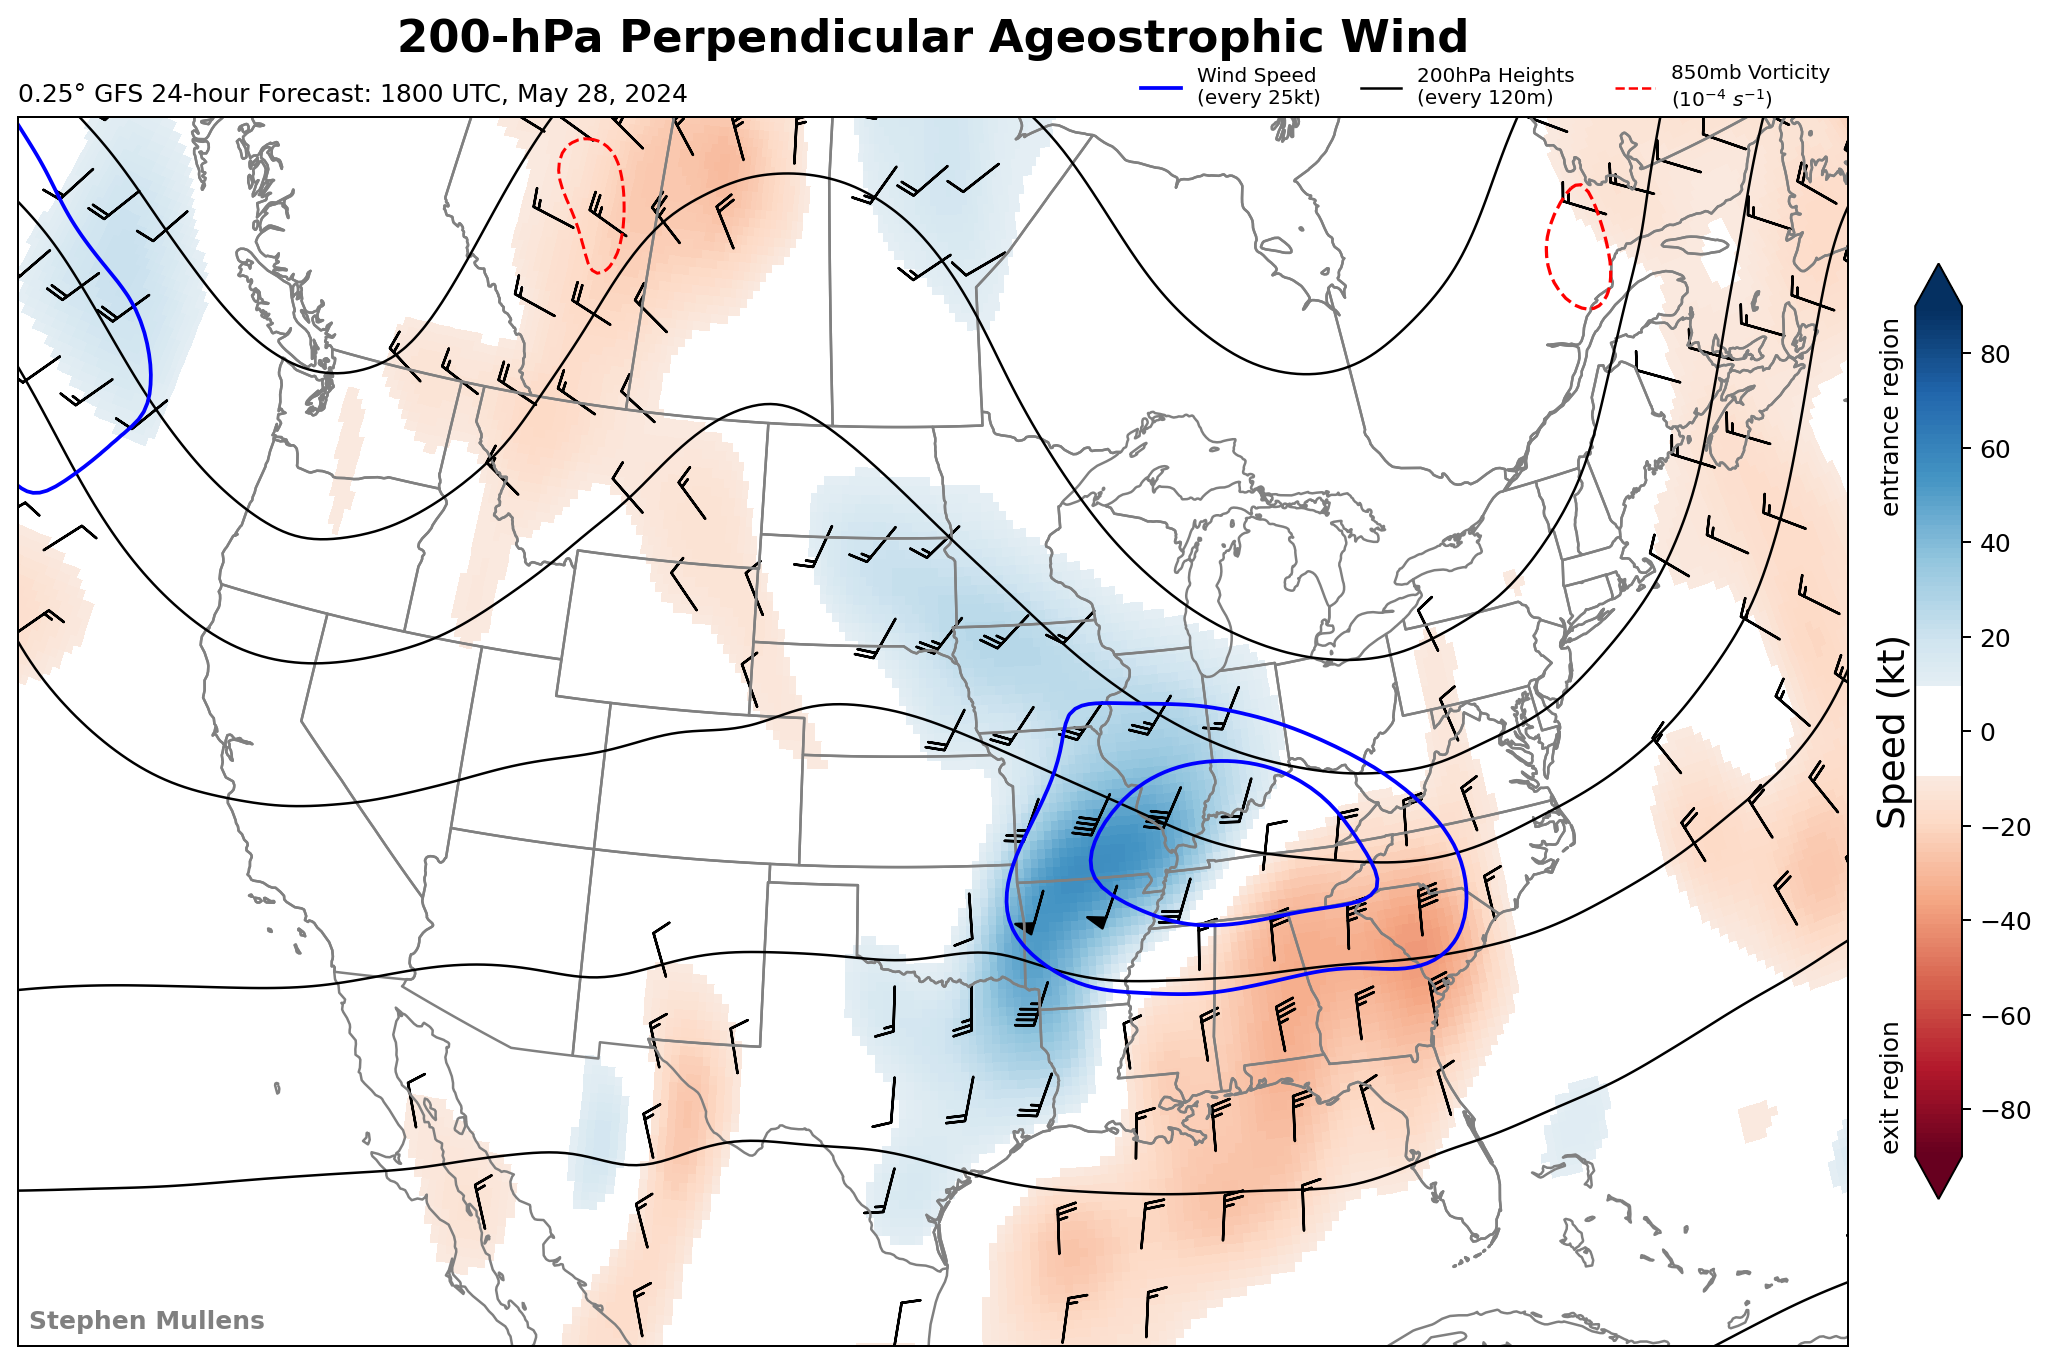 200-hPa Perpendicular Ageostrophic Wind
0.25° GFS 24-hour Forecast: 1800 UTC, May 28, 2024
Wind Speed
(every 25kt)
200hPa Heights
(every 120m)
850mb Vorticity
(10⁻⁴ s⁻¹)
entrance region
Speed (kt)
exit region
80
60
40
20
0
−20
−40
−60
−80
Stephen Mullens